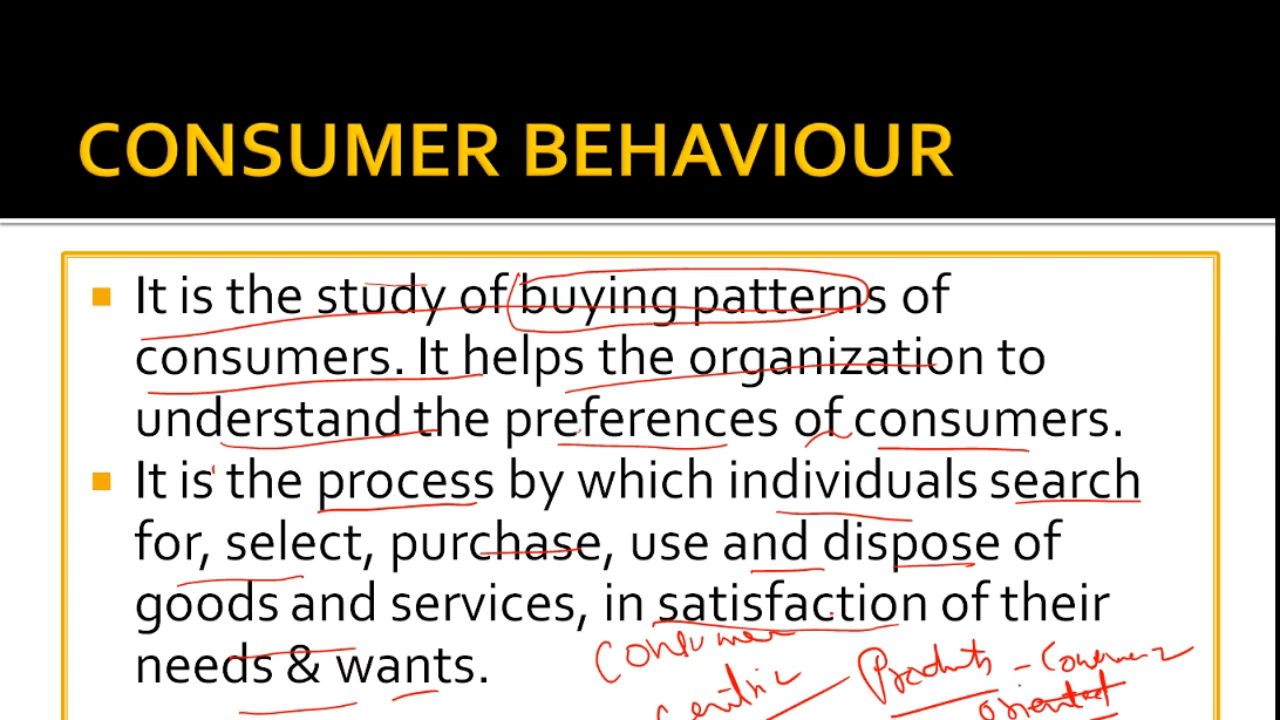 CONSUMER BEHAVIOUR
It is the study of buying patterns of
consumers. It helps the organization to
understand the preferences of consumers.
It is the process by which individuals search
for, select, purchase, use and dispose of
goods and services, in satisfaction of their
needs & wants.
Consumer
centric
Products -
oriented